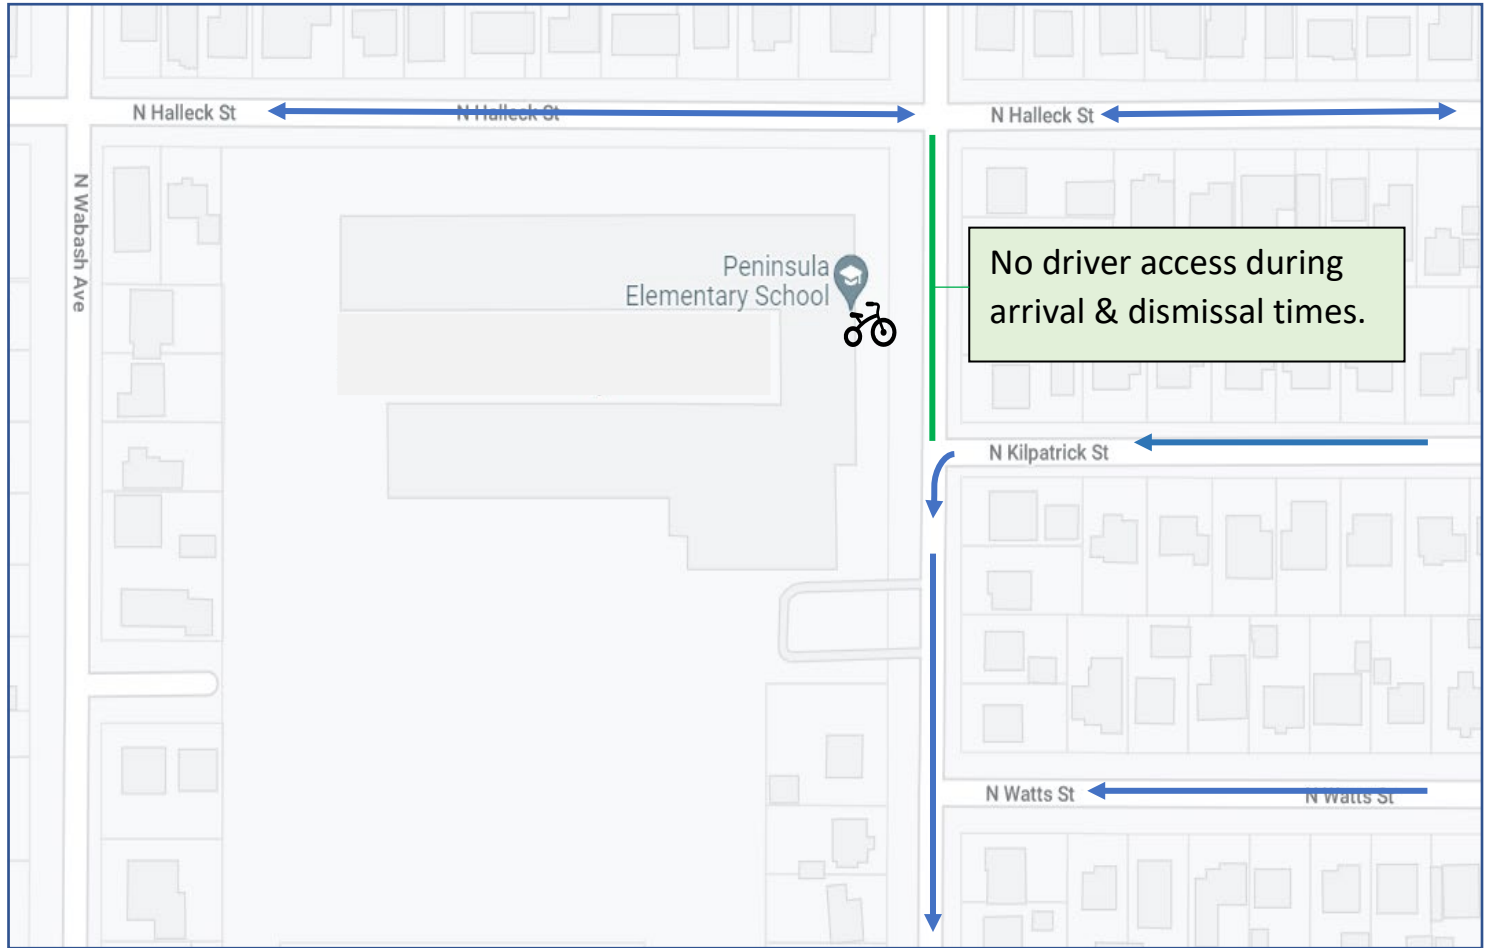 N Halleck St
N Halleck St
N Halleck St
N Wabash Ave
Peninsula
Elementary School
No driver access during
arrival & dismissal times.
N Kilpatrick St
N Watts St
N Watts St